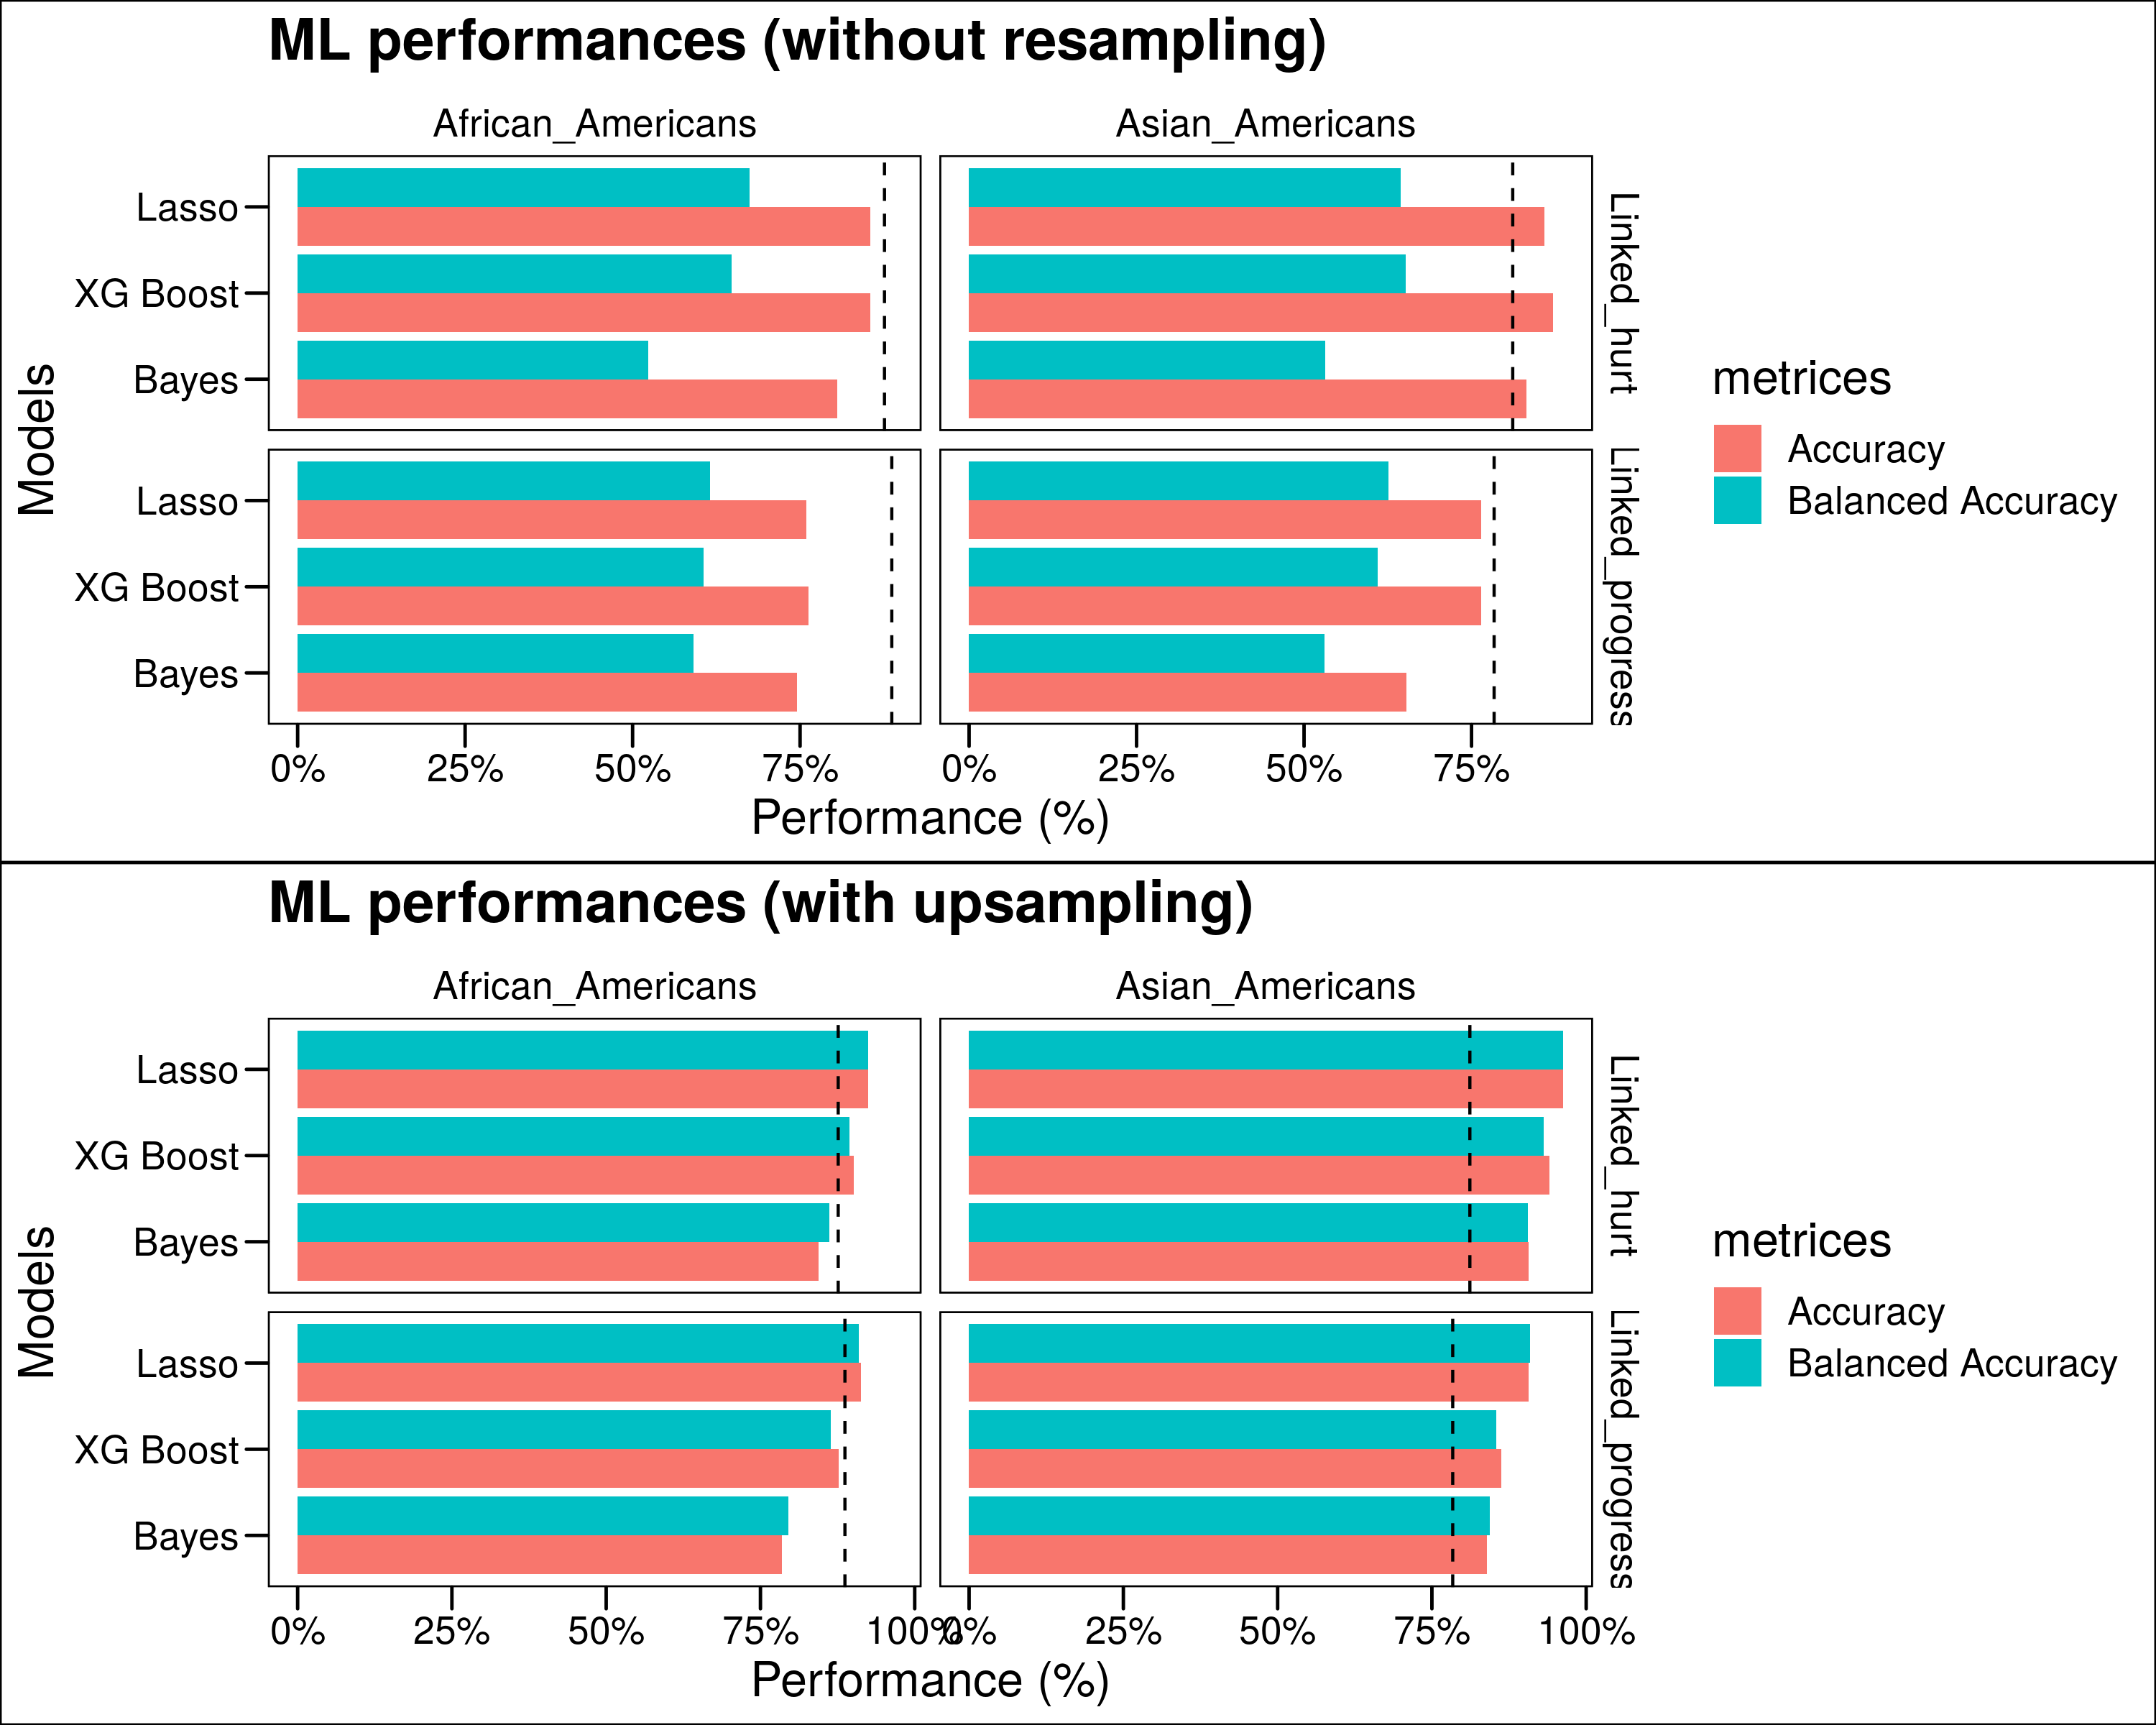 ML performances (without resampling)
African_Americans
Asian_Americans
Models
Lasso
XG Boost
Bayes
Linked_hurt
Lasso
XG Boost
Bayes
Linked_progress
0% 25% 50% 75% 0% 25% 50% 75%
Performance (%)
metrices
Accuracy
Balanced Accuracy
ML performances (with upsampling)
African_Americans
Asian_Americans
Models
Lasso
XG Boost
Bayes
Linked_hurt
Lasso
XG Boost
Bayes
Linked_progress
0% 25% 50% 75% 100% 0% 25% 50% 75% 100%
Performance (%)
metrices
Accuracy
Balanced Accuracy